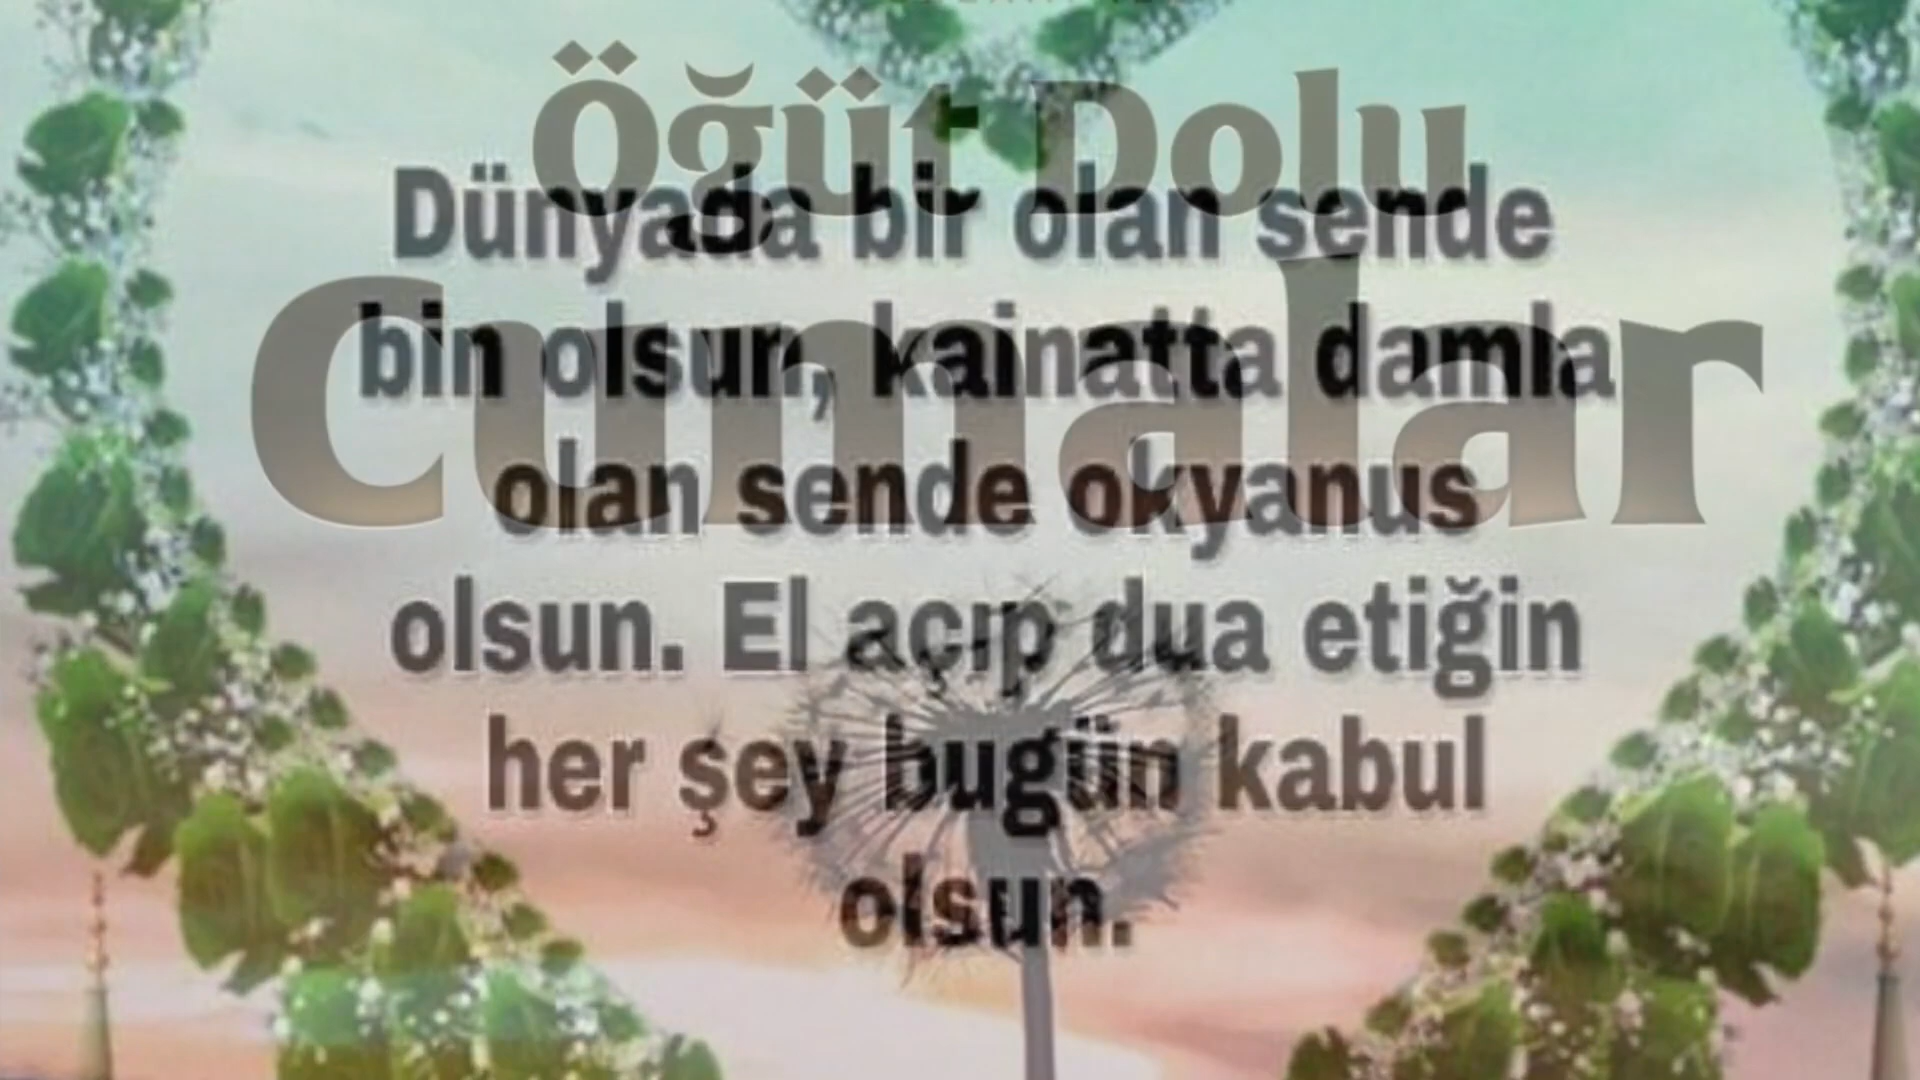 Öğüt Dolu
Cumalar
Dünyada bir olan sende
bin olsun, kainatta damla
olan sende okyanus
olsun. El açıp dua etiğin
her şey bugün kabul
olsun.